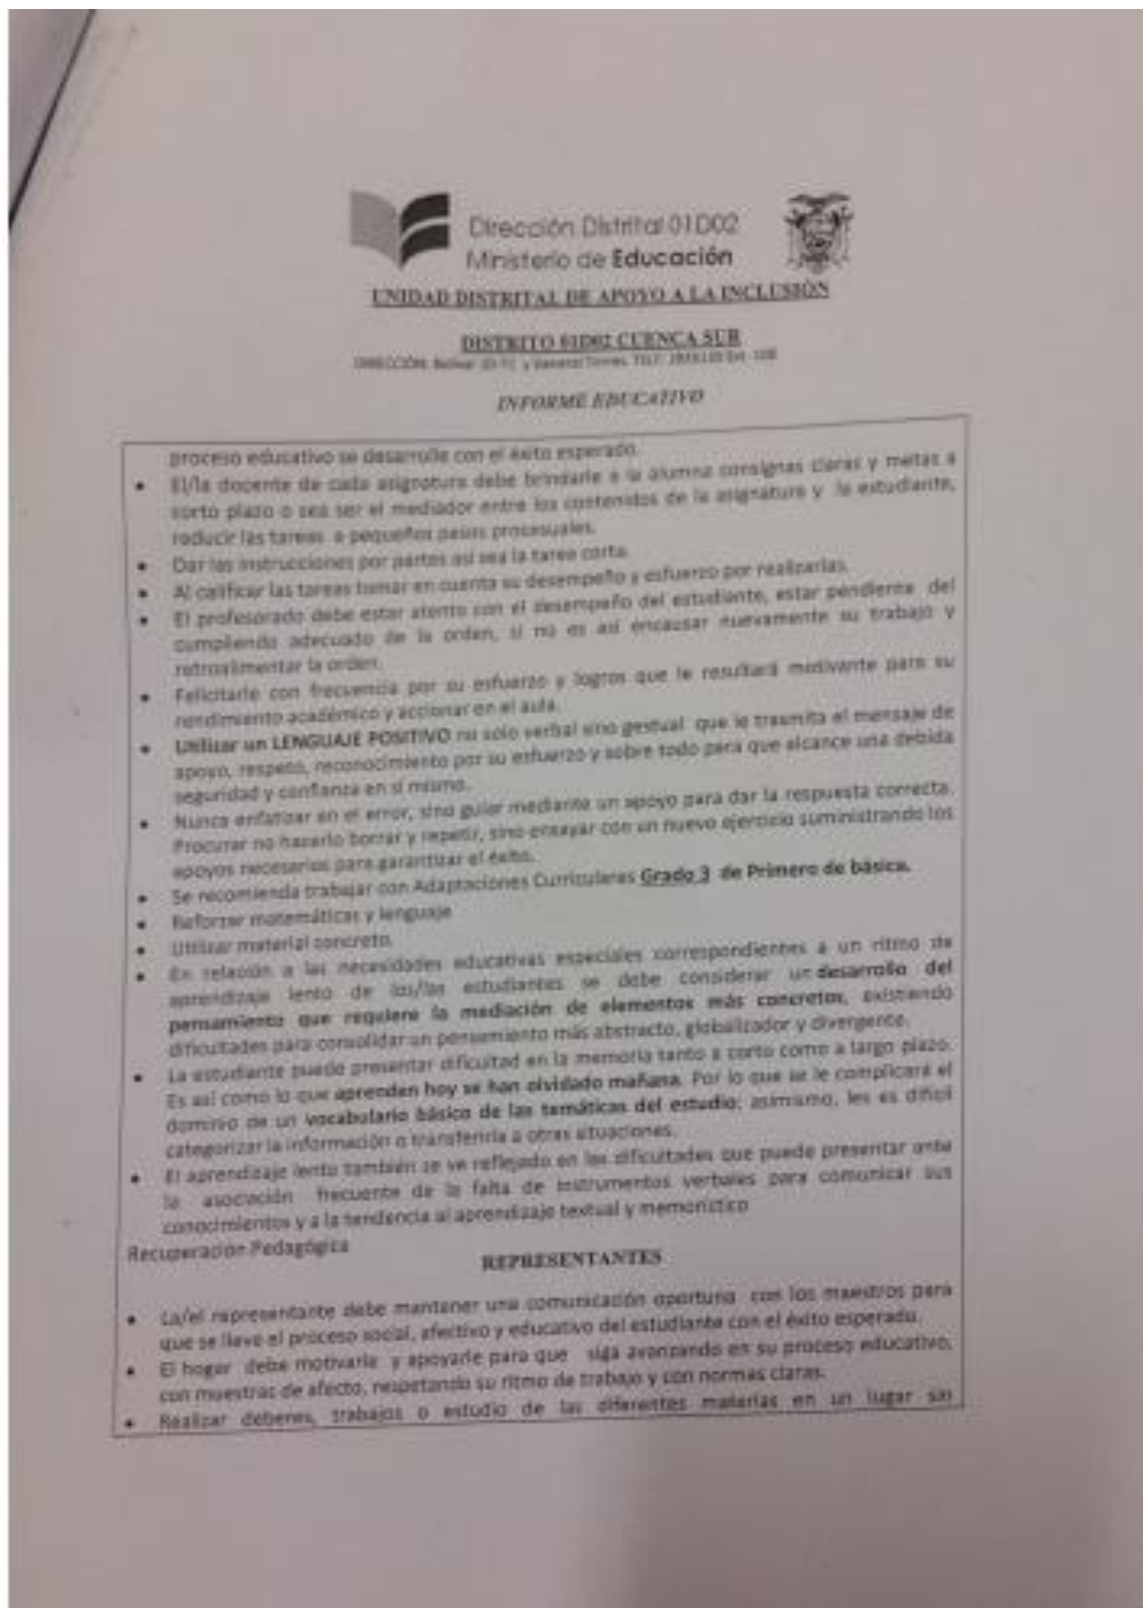 Dirección Distrital 01D02
Ministerio de Educación
UNIDAD DISTRITAL DE APOYO A LA INCLUSIÓN
DISTRITO 01D02 CUENCA SUR
DIRECCIÓN: Bolívar y General Torres, TELF: Ext.
INFORME EDUCATIVO
proceso educativo se desarrolle con el éxito esperado.
• El/la docente de cada asignatura debe brindarle a la alumna consignas claras y metas a
corto plazo o sea ser el mediador entre los contenidos de la asignatura y la estudiante,
reducir las tareas a pequeños pasos procesuales.
• Dar las instrucciones por partes así sea la tarea corta.
• Al calificar las tareas tomar en cuenta su desempeño y esfuerzo por realizarlas.
• El profesorado debe estar atento con el desempeño del estudiante, estar pendiente del
cumpliendo adecuado de la orden, si no es así encausar nuevamente su trabajo y
retroalimentar la orden.
• Felicitarle con frecuencia por su esfuerzo y logros que le resultará motivante para su
rendimiento académico y accionar en el aula.
• Utilizar un LENGUAJE POSITIVO no solo verbal sino gestual que le trasmita el mensaje de
apoyo, respeto, reconocimiento por su esfuerzo y sobre todo para que alcance una debida
seguridad y confianza en sí mismo.
• Nunca enfatizar en el error, sino guiar mediante un apoyo para dar la respuesta correcta.
Procurar no hacerlo borrar y repetir, sino ensayar con un nuevo ejercicio suministrando los
apoyos necesarios para garantizar el éxito.
• Se recomienda trabajar con Adaptaciones Curriculares Grado 3 de Primero de básica.
• Reforzar matemáticas y lenguaje
• Utilizar material concreto.
• En relación a las necesidades educativas especiales correspondientes a un ritmo de
aprendizaje lento de los/las estudiantes se debe considerar un desarrollo del
pensamiento que requiere la mediación de elementos más concretos, existiendo
dificultades para consolidar un pensamiento más abstracto, globalizador y divergente.
• La estudiante puede presentar dificultad en la memoria tanto a corto como a largo plazo.
Es así como lo que aprenden hoy se han olvidado mañana. Por lo que se le complicará el
dominio de un vocabulario básico de las temáticas del estudio; asimismo, les es difícil
categorizar la información o transferirla a otras situaciones.
• El aprendizaje lento también se ve reflejado en las dificultades que puede presentar ante
la asociación frecuente de la falta de instrumentos verbales para comunicar sus
conocimientos y a la tendencia al aprendizaje textual y memorístico
Recuperación Pedagógica
REPRESENTANTES
• La/el representante debe mantener una comunicación oportuna con los maestros para
que se lleve el proceso social, afectivo y educativo del estudiante con el éxito esperado.
• El hogar debe motivarle y apoyarle para que siga avanzando en su proceso educativo,
con muestras de afecto, respetando su ritmo de trabajo y con normas claras.
• Realizar deberes, trabajos o estudio de las diferentes materias en un lugar sin